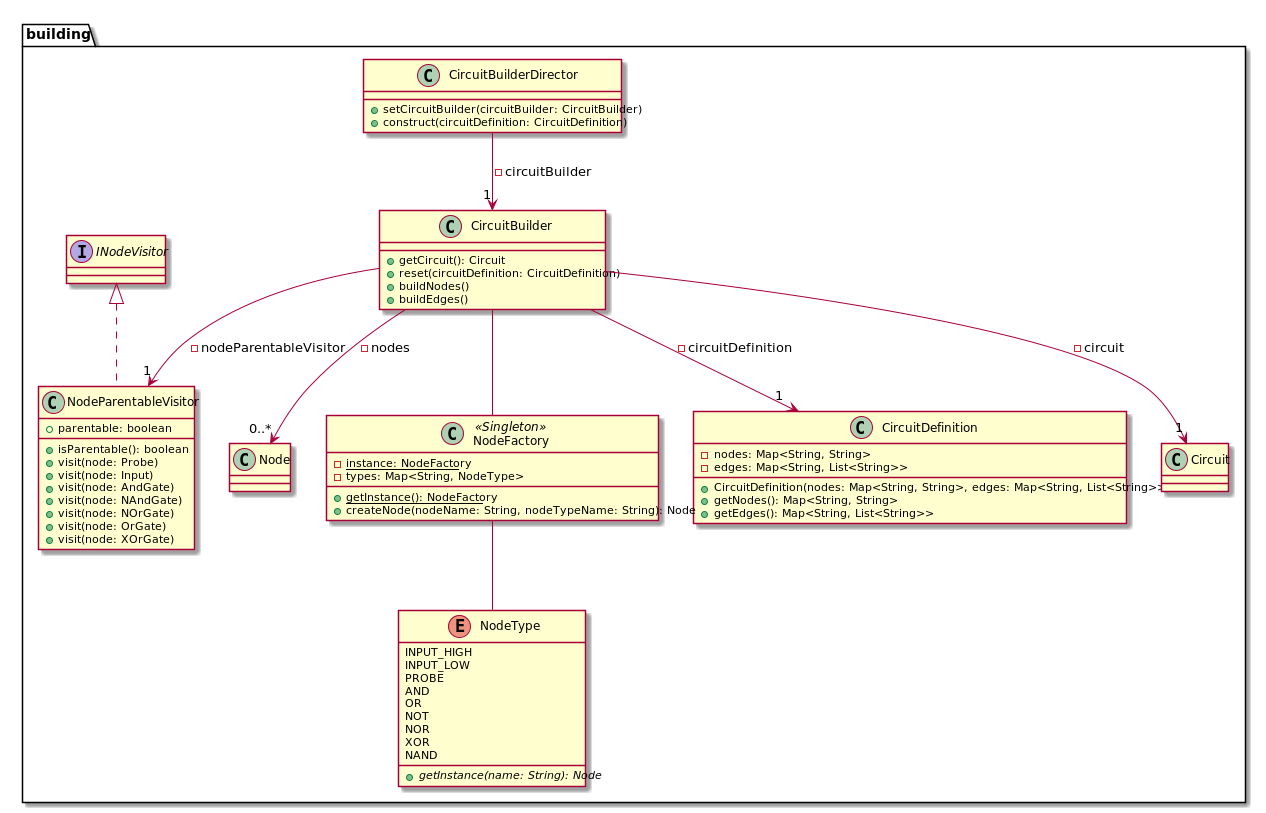 building
C CircuitBuilderDirector
setCircuitBuilder(circuitBuilder: CircuitBuilder)
construct(circuitDefinition: CircuitDefinition)
circuitBuilder
1
C CircuitBuilder
getCircuit(): Circuit
reset(circuitDefinition: CircuitDefinition)
buildNodes()
buildEdges()
I INodeVisitor
nodeParentableVisitor
nodes
circuitDefinition
circuit
1
0..*
1
1
C NodeParentableVisitor
parentable: boolean
isParentable(): boolean
visit(node: Probe)
visit(node: Input)
visit(node: AndGate)
visit(node: NAndGate)
visit(node: NOrGate)
visit(node: OrGate)
visit(node: XOrGate)
C Node
C «Singleton»
NodeFactory
instance: NodeFactory
types: Map<String, NodeType>
getInstance(): NodeFactory
createNode(nodeName: String, nodeTypeName: String): Node
C CircuitDefinition
nodes: Map<String, String>
edges: Map<String, List<String>>
CircuitDefinition(nodes: Map<String, String>, edges: Map<String, List<String>>
getNodes(): Map<String, String>
getEdges(): Map<String, List<String>>
C Circuit
E NodeType
INPUT_HIGH
INPUT_LOW
PROBE
AND
OR
NOT
NOR
XOR
NAND
getInstance(name: String): Node